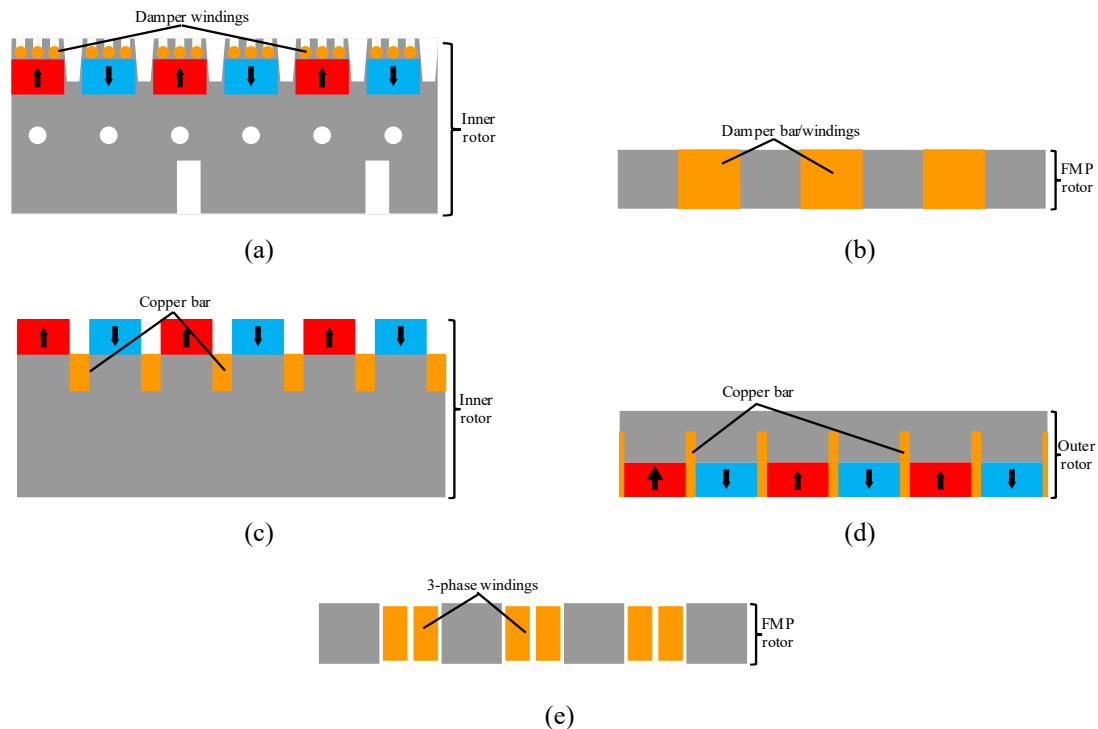 Damper windings
Inner
rotor
(a)
Damper bar/windings
FMP
rotor
(b)
Copper bar
Inner
rotor
(c)
Copper bar
Outer
rotor
(d)
3-phase windings
FMP
rotor
(e)